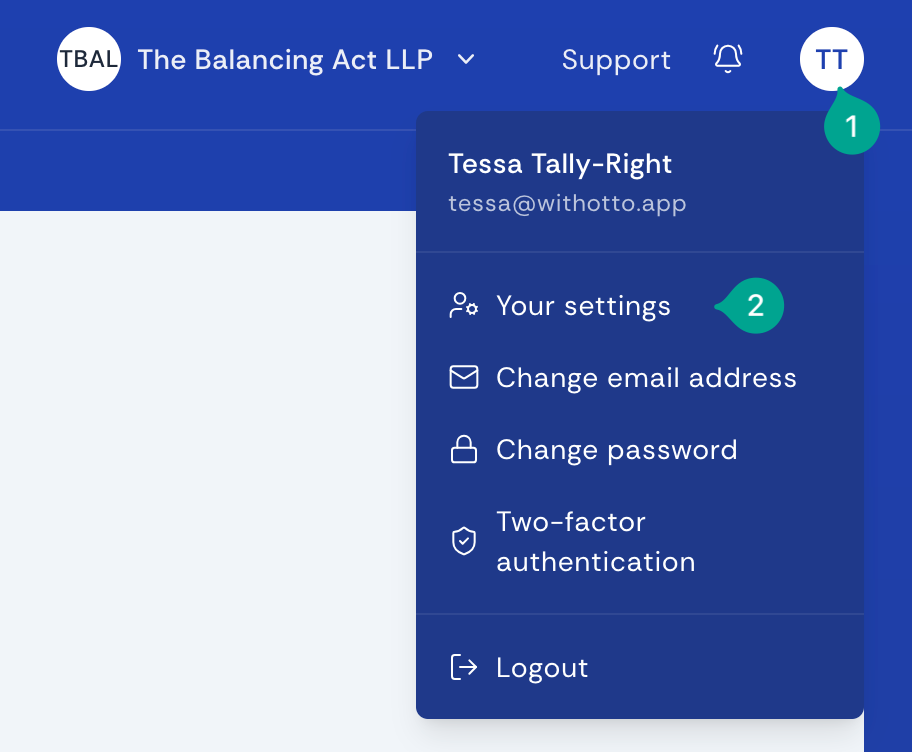 TBAL The Balancing Act LLP Support TT
1
Tessa Tally-Right
tessa@withotto.app
Your settings 2
Change email address
Change password
Two-factor
authentication
Logout